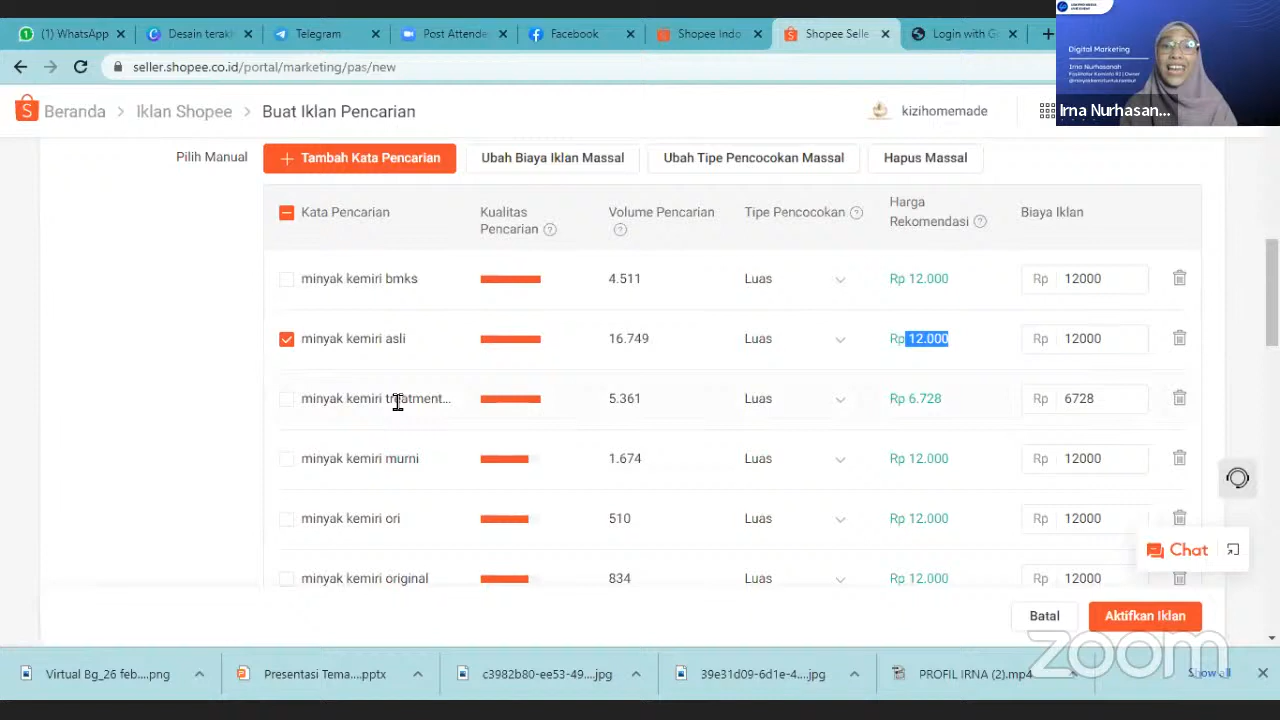 (1) WhatsApp
Desain terakl
Telegram
Post Attende
Facebook
Shopee Indo
Shopee Selle
Login with G
seller.shopee.co.id/portal/marketing/pas/new
Digital Marketing
Irna Nurhasanah
Irna Nurhasan...
Beranda > Iklan Shopee > Buat Iklan Pencarian
kizihomemade
Pilih Manual
+ Tambah Kata Pencarian
Ubah Biaya Iklan Massal
Ubah Tipe Pencocokan Massal
Hapus Massal
Kata Pencarian
Kualitas
Pencarian
Volume Pencarian
Tipe Pencocokan
Harga
Rekomendasi
Biaya Iklan
minyak kemiri bmks 4.511 Luas Rp 12.000 Rp 12000
minyak kemiri asli 16.749 Luas Rp 12.000 Rp 12000
minyak kemiri treatment... 5.361 Luas Rp 6.728 Rp 6728
minyak kemiri murni 1.674 Luas Rp 12.000 Rp 12000
minyak kemiri ori 510 Luas Rp 12.000 Rp 12000
minyak kemiri original 834 Luas Rp 12.000 Rp 12000
Chat
Batal
Aktifkan Iklan
zoom
Virtual Bg_26 feb....png
Presentasi Tema....pptx
c3982b80-ee53-49....jpg
39e31d09-6d1e-4....jpg
PROFIL IRNA (2).mp4
Show all